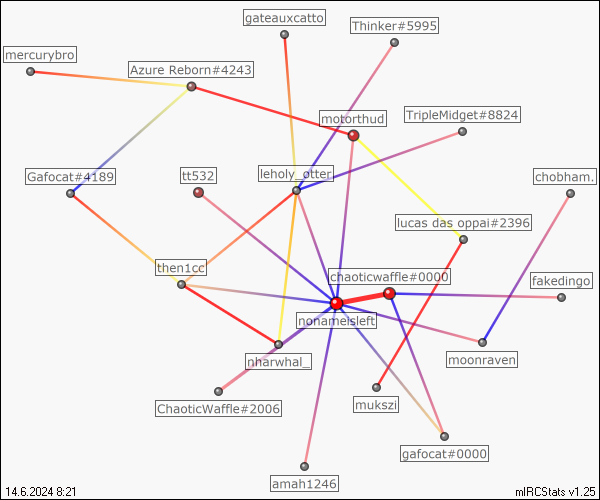 gateauxcatto
Thinker#5995
mercurybro
Azure Reborn#4243
motorthud
TripleMidget#8824
Gafocat#4189
tt532
leholy_otter
chobham.
lucas das oppai#2396
then1cc
chaoticwaffle#0000
fakedingo
nonameisleft
nharwhal_
moonraven
ChaoticWaffle#2006
mukszi
gafocat#0000
amah1246
14.6.2024 8:21
mIRCStats v1.25